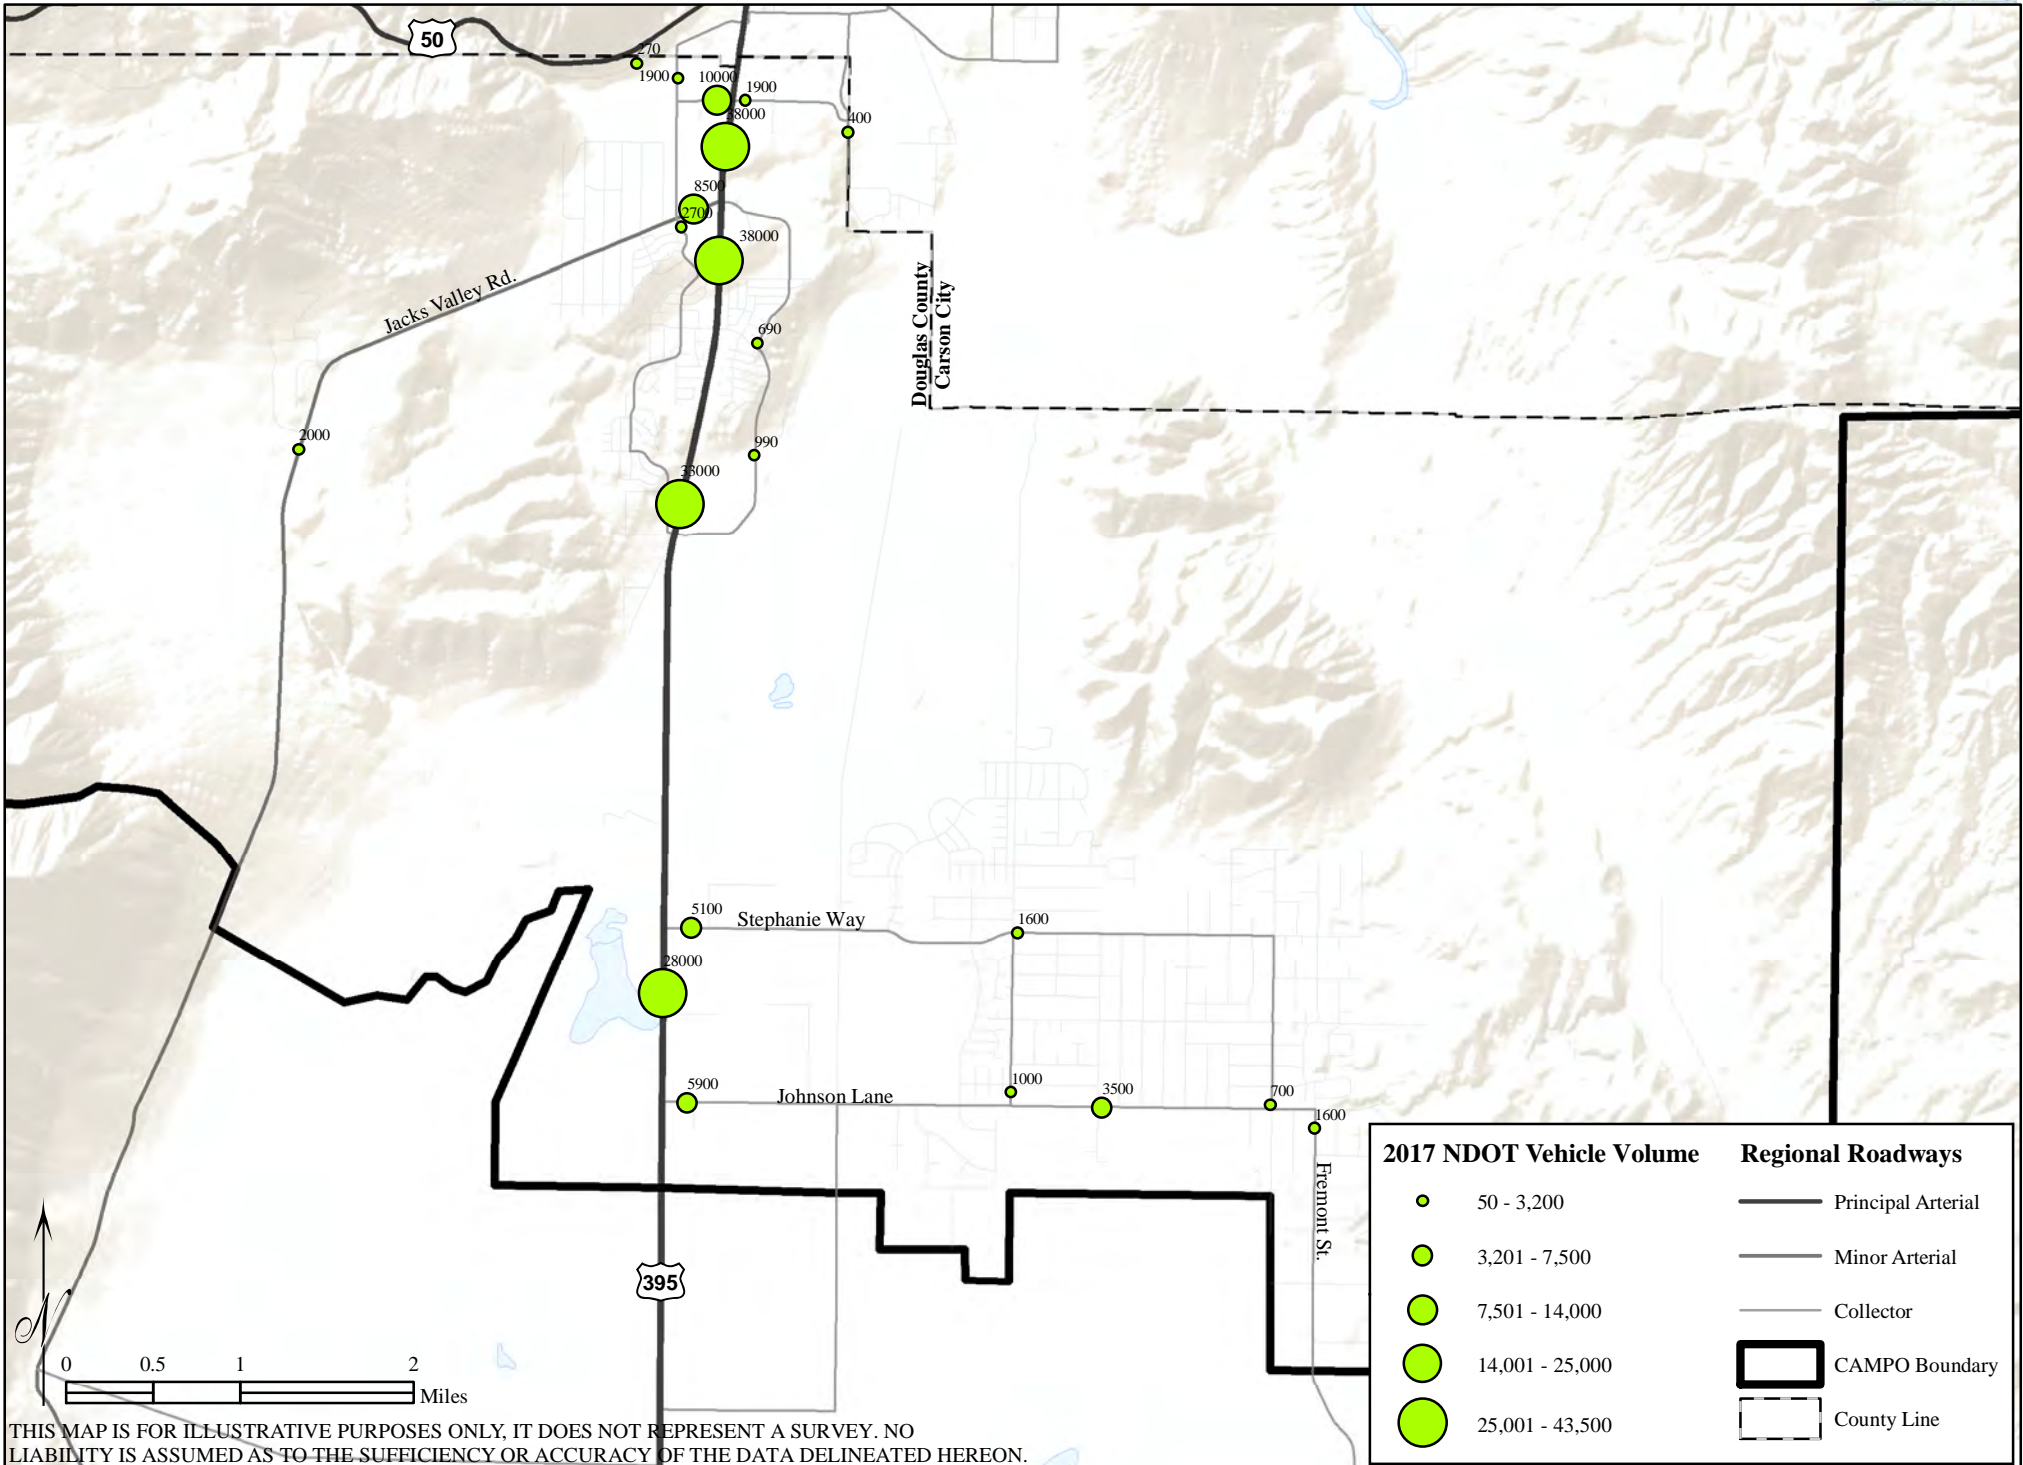 50
270
1900
10000
1900
38000
400
8500
2700
38000
Jacks Valley Rd.
Douglas County
Carson City
690
2000
990
33000
5100
Stephanie Way
1600
28000
5900
Johnson Lane
1000
3500
700
1600
Fremont St.
395
N
0 0.5 1 2
Miles
2017 NDOT Vehicle Volume
50 - 3,200
3,201 - 7,500
7,501 - 14,000
14,001 - 25,000
25,001 - 43,500
Regional Roadways
Principal Arterial
Minor Arterial
Collector
CAMPO Boundary
County Line
THIS MAP IS FOR ILLUSTRATIVE PURPOSES ONLY, IT DOES NOT REPRESENT A SURVEY. NO
LIABILITY IS ASSUMED AS TO THE SUFFICIENCY OR ACCURACY OF THE DATA DELINEATED HEREON.